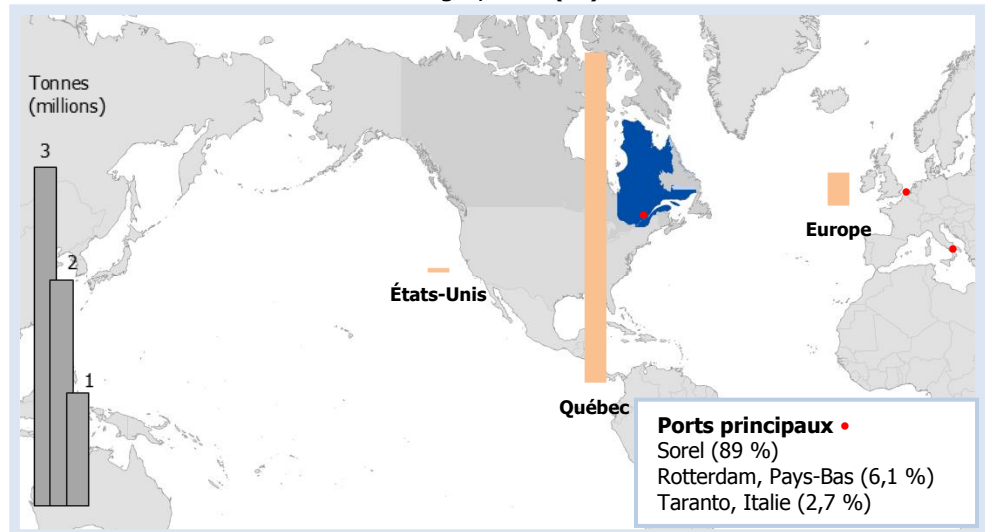 Tonnes
(millions)
3
2
1
États-Unis
Québec
Europe
Ports principaux •
Sorel (89 %)
Rotterdam, Pays-Bas (6,1 %)
Taranto, Italie (2,7 %)